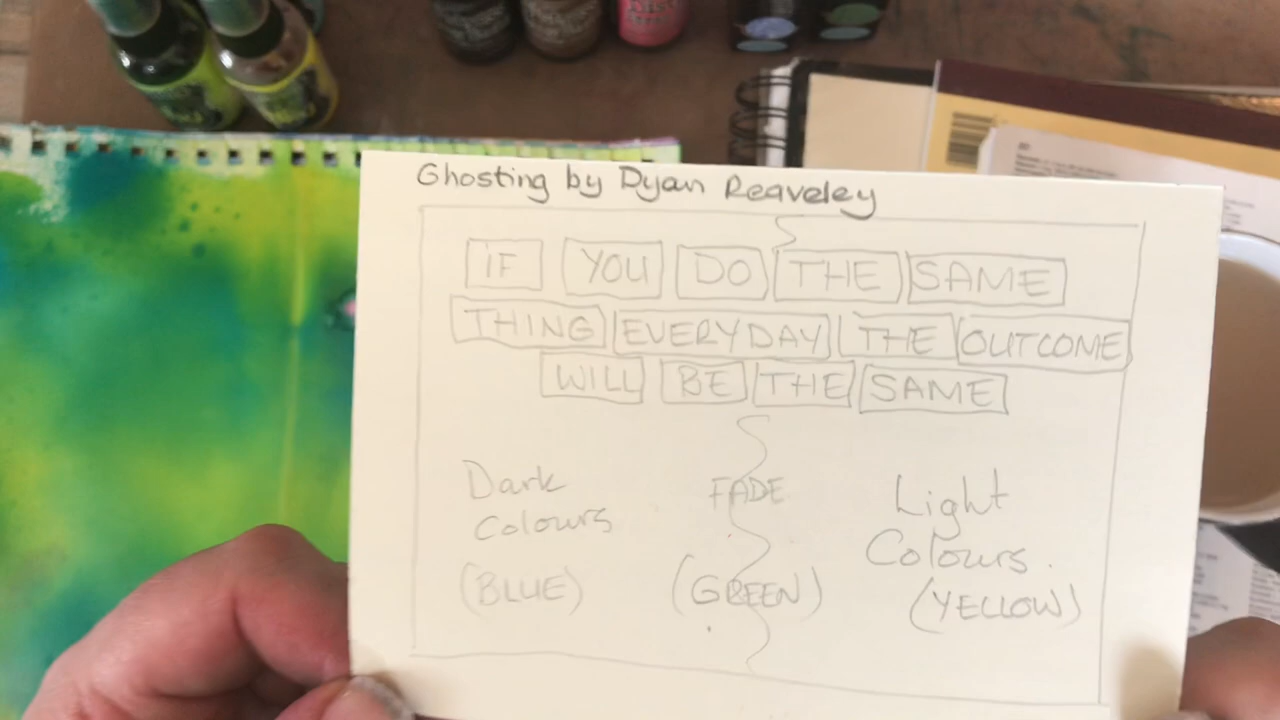 Ghosting by Dyan Reaveley
IF YOU DO THE SAME
THING EVERYDAY THE OUTCOME
WILL BE THE SAME
Dark Colours
FADE
Light Colours.
(BLUE)
(GREEN)
(YELLOW)